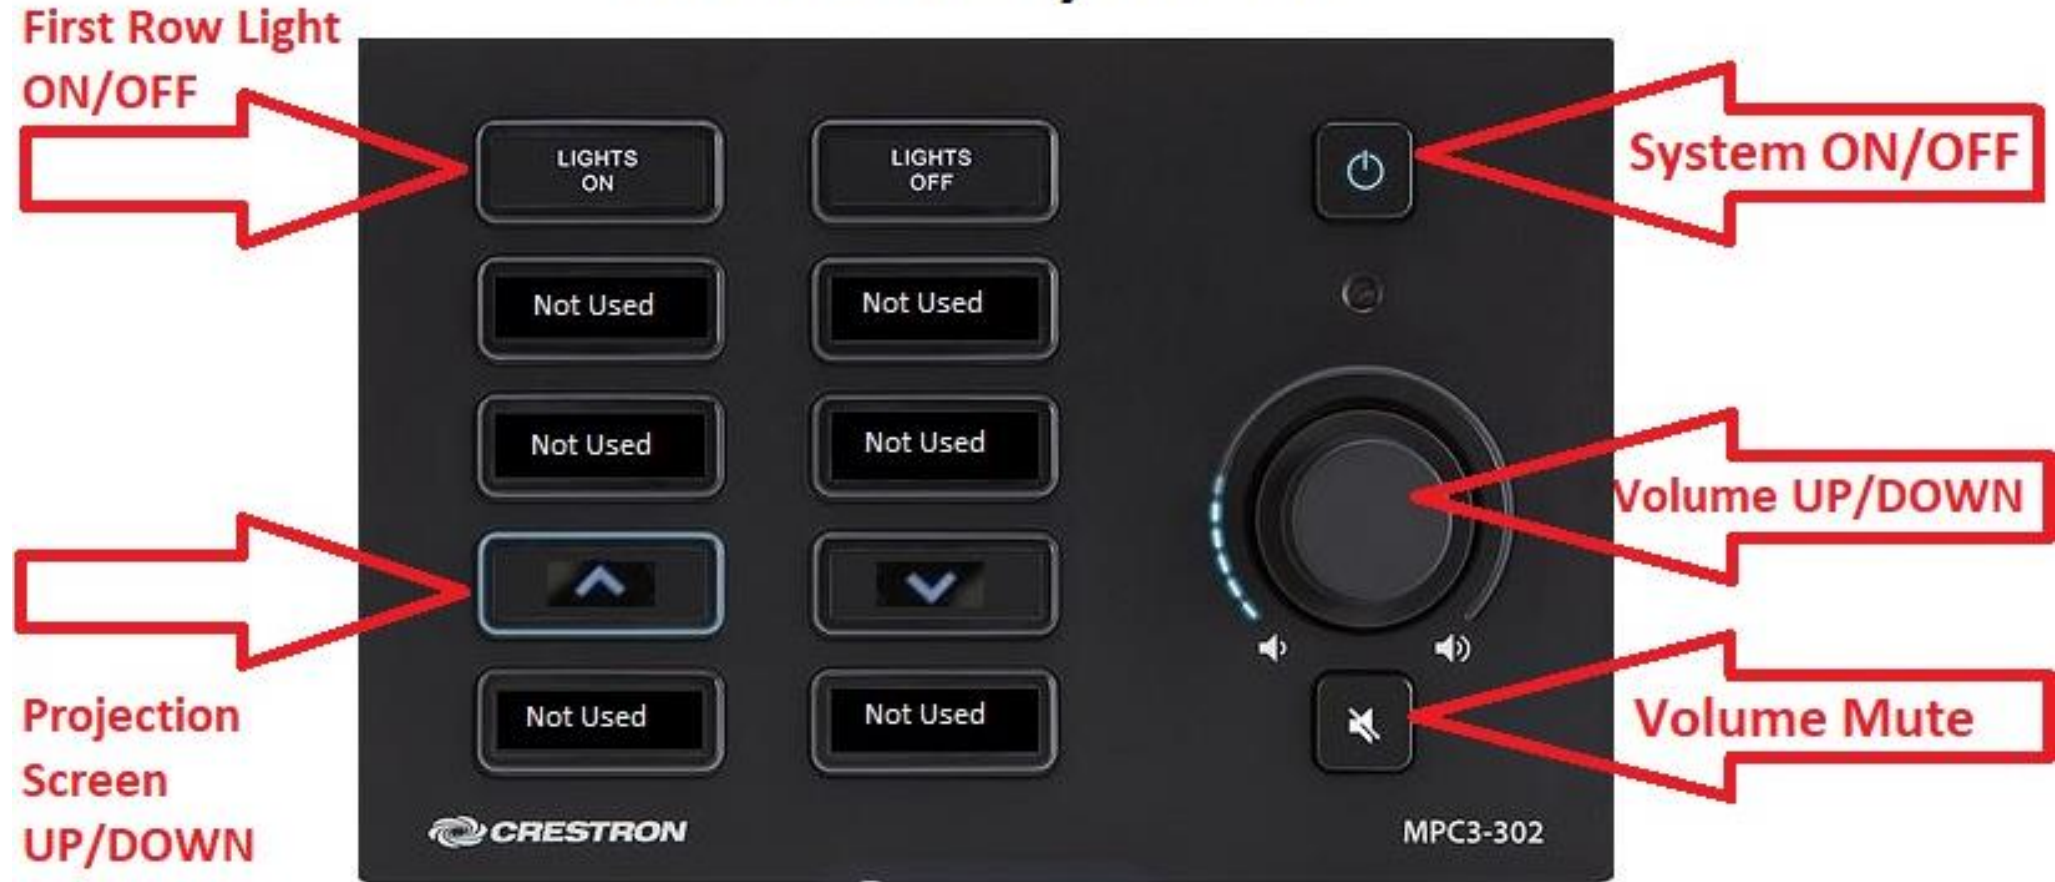 First Row Light
ON/OFF
LIGHTS
ON
LIGHTS
OFF
System ON/OFF
Not Used
Not Used
Not Used
Not Used
Volume UP/DOWN
Not Used
Not Used
Volume Mute
Projection
Screen
UP/DOWN
CRESTRON
MPC3-302